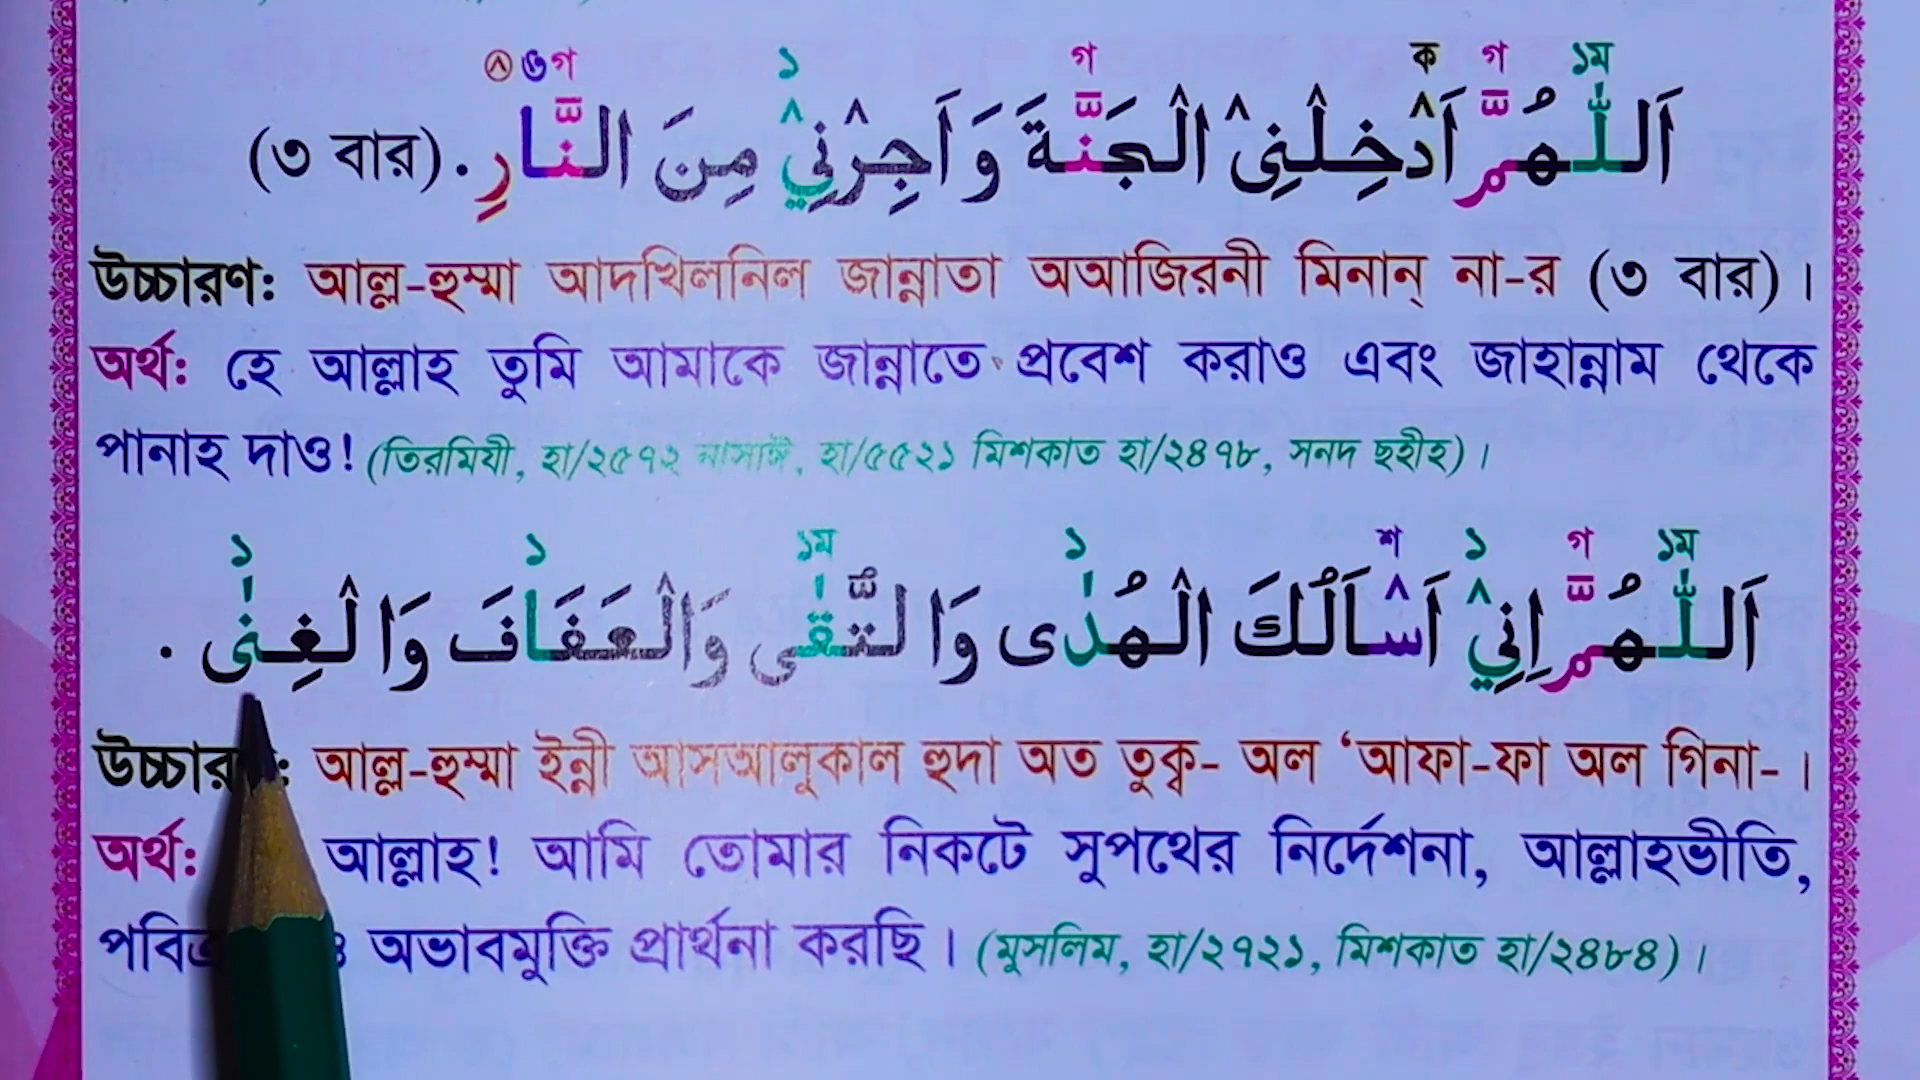 اَللّٰهُمَّ اَدْخِلْنِیْ الْجَنَّةَ وَاَجِرْنِيْ مِنَ النَّارِ. (৩ বার)
উচ্চারণ: আল্ল-হুম্মা আদখিলনিল জান্নাতা অআজিরনী মিনান্ না-র (৩ বার)।
অর্থ: হে আল্লাহ তুমি আমাকে জান্নাতে প্রবেশ করাও এবং জাহান্নাম থেকে
পানাহ দাও! (তিরমিযী, হা/২৫৭২ নাসাঈ, হা/৫৫২১ মিশকাত হা/২৪৭৮, সনদ ছহীহ)।
اَللّٰهُمَّ اِنِّيْ اَسْاَلُكَ الْهُدٰى وَالتُّقٰى وَالْعَفَافَ وَالْغِنٰى .
উচ্চারণ: আল্ল-হুম্মা ইন্নী আসআলুকাল হুদা অত তুক্ব- অল ‘আফা-ফা অল গিনা-।
অর্থ: আল্লাহ! আমি তোমার নিকটে সুপথের নির্দেশনা, আল্লাহভীতি,
অভাবমুক্তি প্রার্থনা করছি। (মুসলিম, হা/২৭২১, মিশকাত হা/২৪৮৪)।